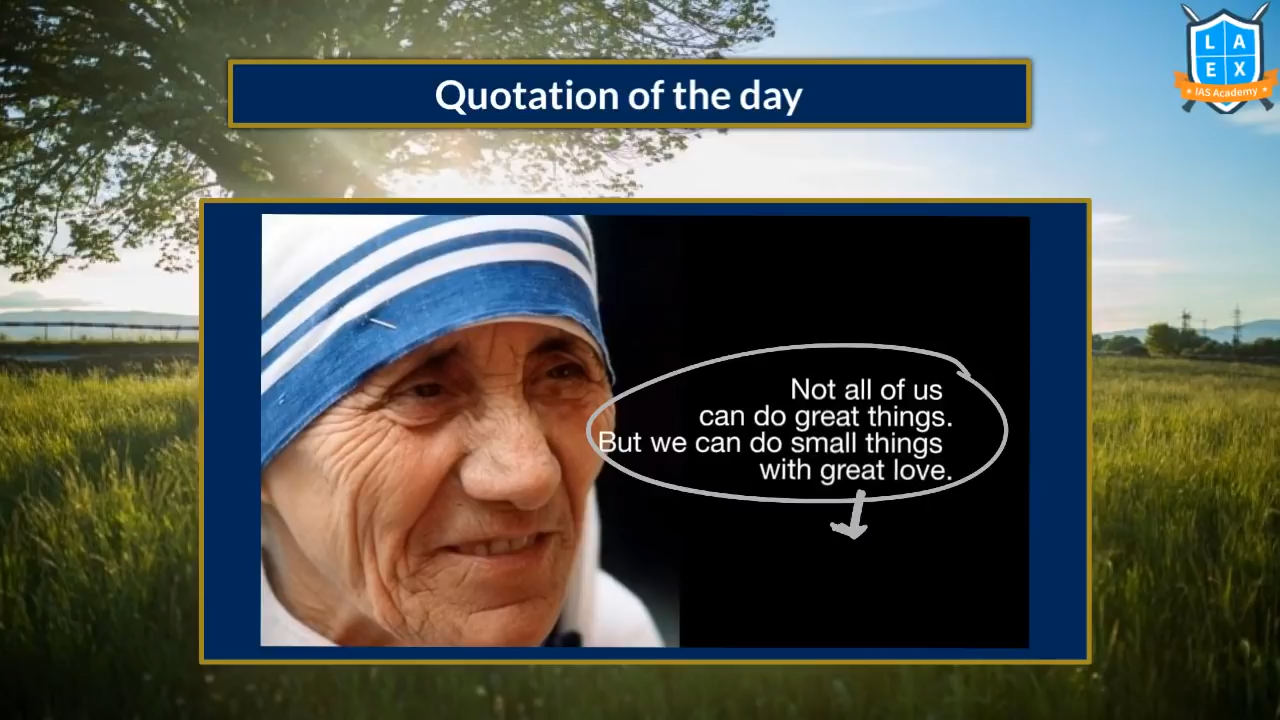 Quotation of the day
L A
E X
IAS Academy
Not all of us
can do great things.
But we can do small things
with great love.